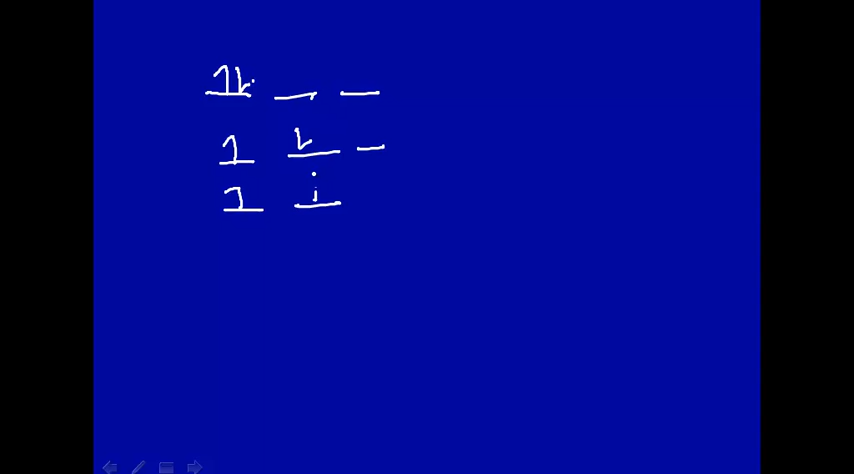 1k _ _
1 k _
1 i